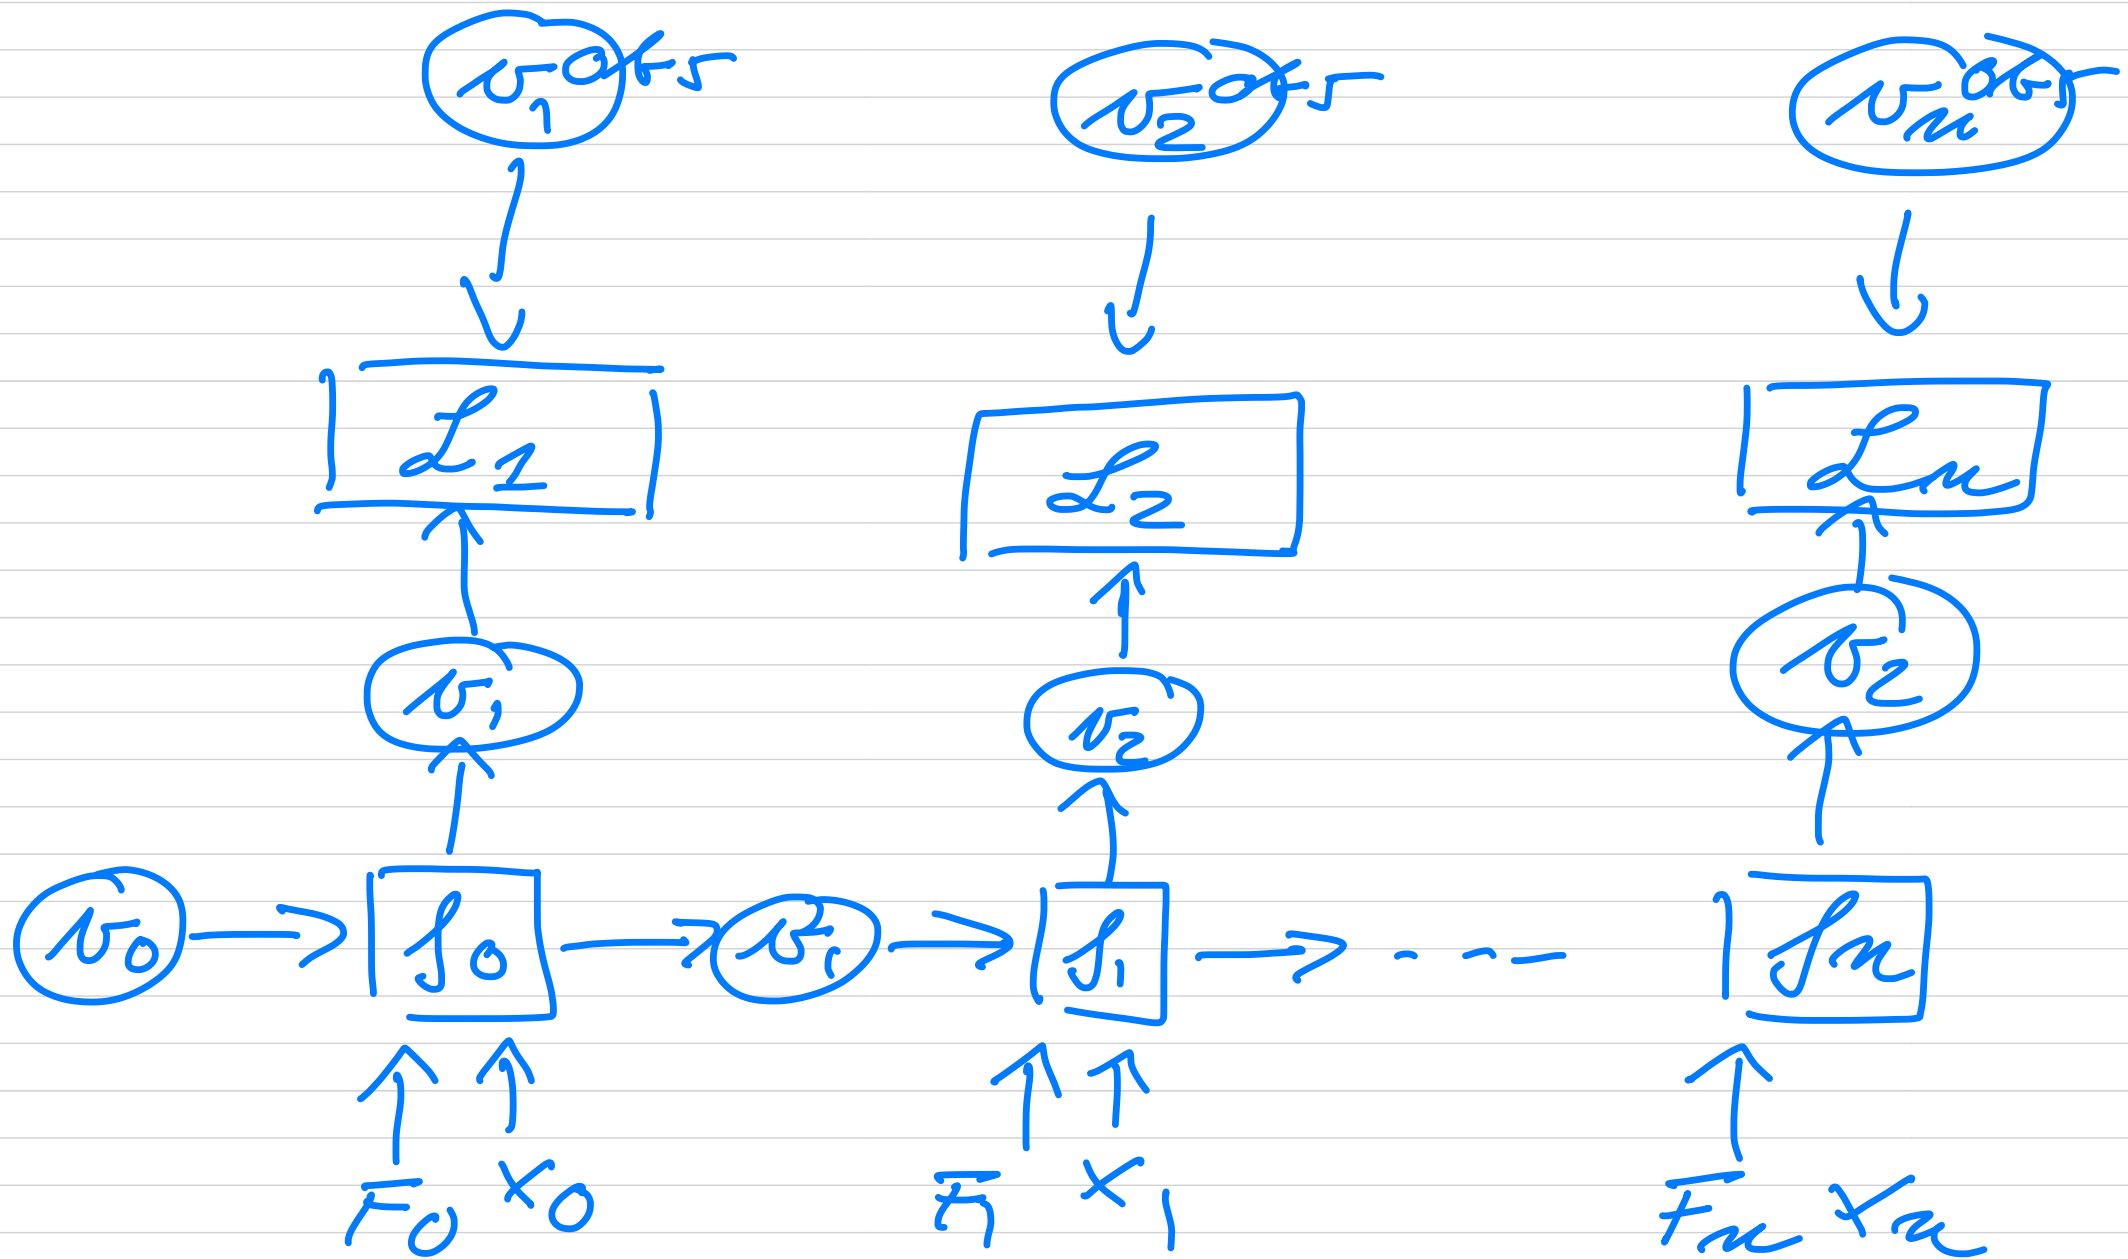 v₁ᵒᵇˢ v₂ᵒᵇˢ vₙᵒᵇˢ
L₁ L₂ Lₙ
v₁ v₂ v₂
v₀ f₀ v₁ f₁ fₙ
F₀ x₀ F₁ x₁ Fₙ xₙ